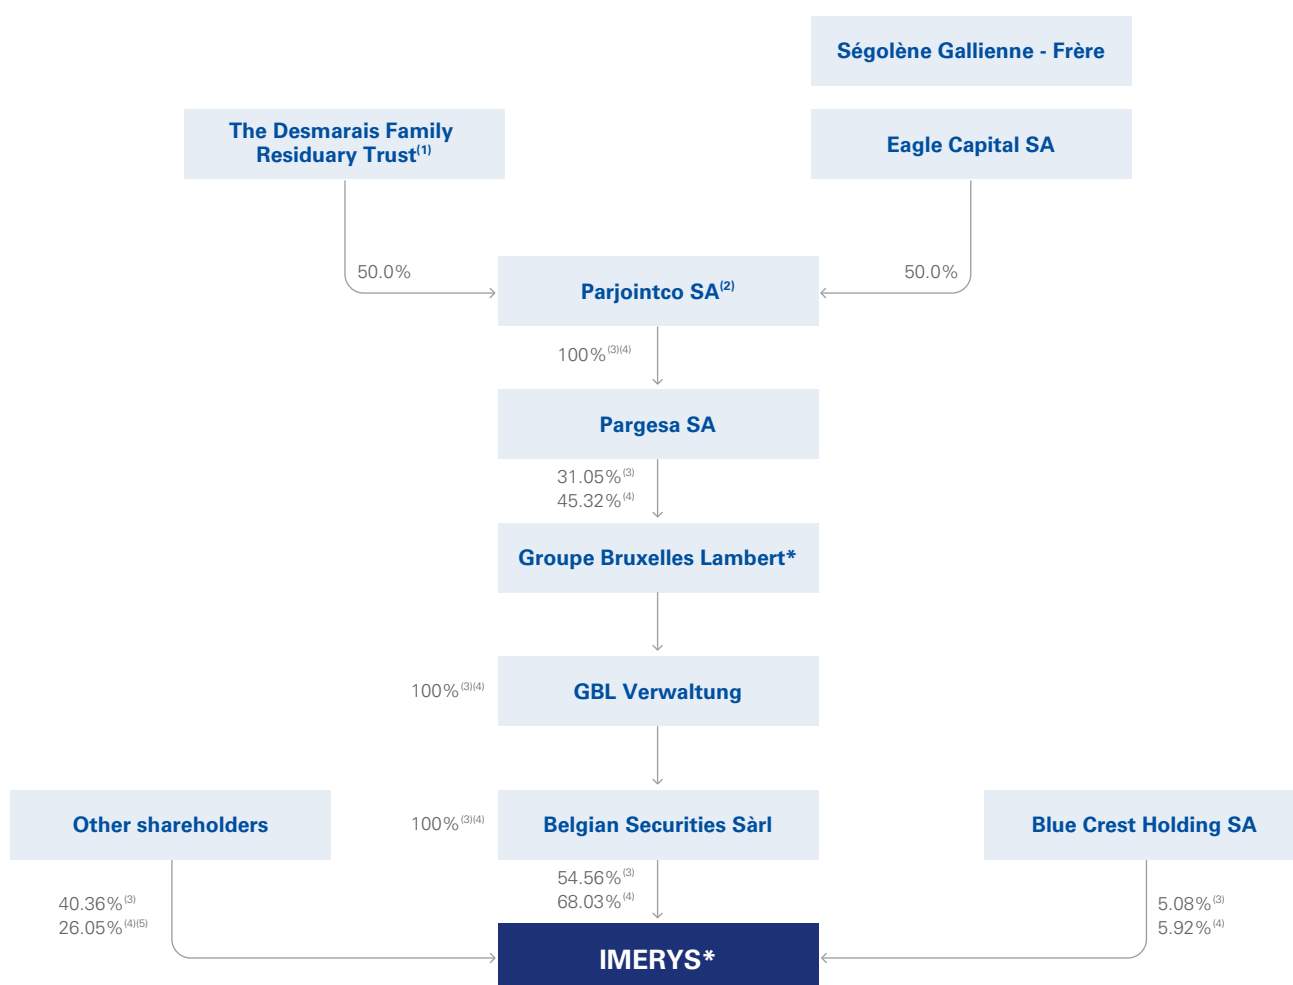 Ségolène Gallienne - Frère
The Desmarais Family
Residuary Trust(1)
Eagle Capital SA
50.0%
50.0%
Parjointco SA(2)
100%(3)(4)
Pargesa SA
31.05%(3)
45.32%(4)
Groupe Bruxelles Lambert*
100%(3)(4)
GBL Verwaltung
Other shareholders
100%(3)(4)
Belgian Securities Sàrl
Blue Crest Holding SA
54.56%(3)
68.03%(4)
40.36%(3)
26.05%(4)(5)
5.08%(3)
5.92%(4)
IMERYS*